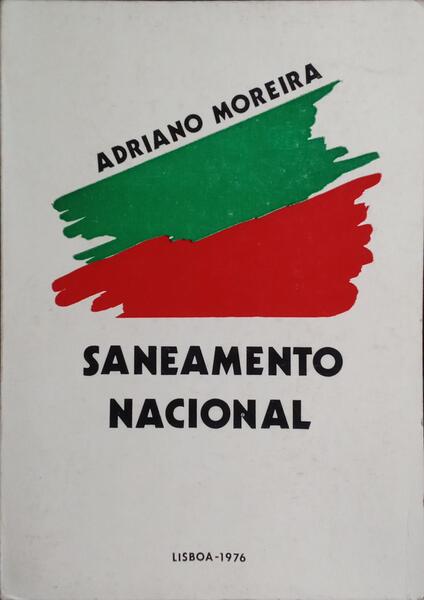 ADRIANO MOREIRA
SANEAMENTO
NACIONAL
LISBOA-1976